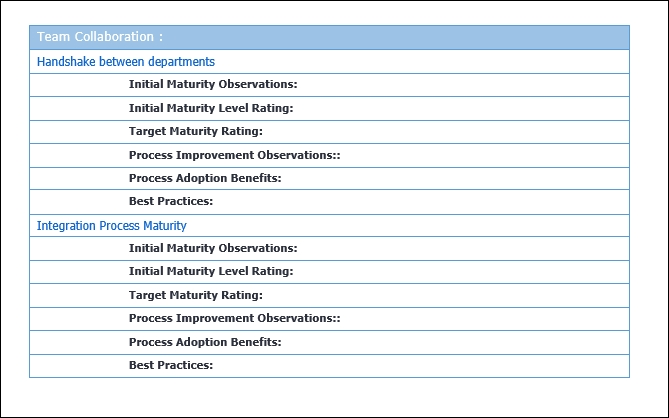 Team Collaboration :
Handshake between departments
Initial Maturity Observations:
Initial Maturity Level Rating:
Target Maturity Rating:
Process Improvement Observations::
Process Adoption Benefits:
Best Practices:
Integration Process Maturity
Initial Maturity Observations:
Initial Maturity Level Rating:
Target Maturity Rating:
Process Improvement Observations::
Process Adoption Benefits:
Best Practices: